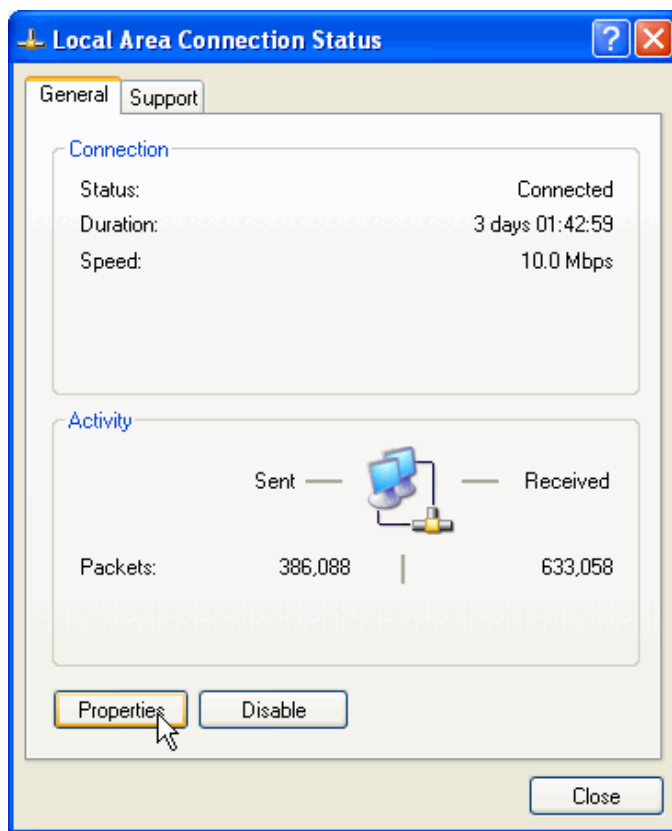 Local Area Connection Status
General Support
Connection
Status: Connected
Duration: 3 days 01:42:59
Speed: 10.0 Mbps
Activity
Sent Received
Packets: 386,088 633,058
Properties Disable
Close